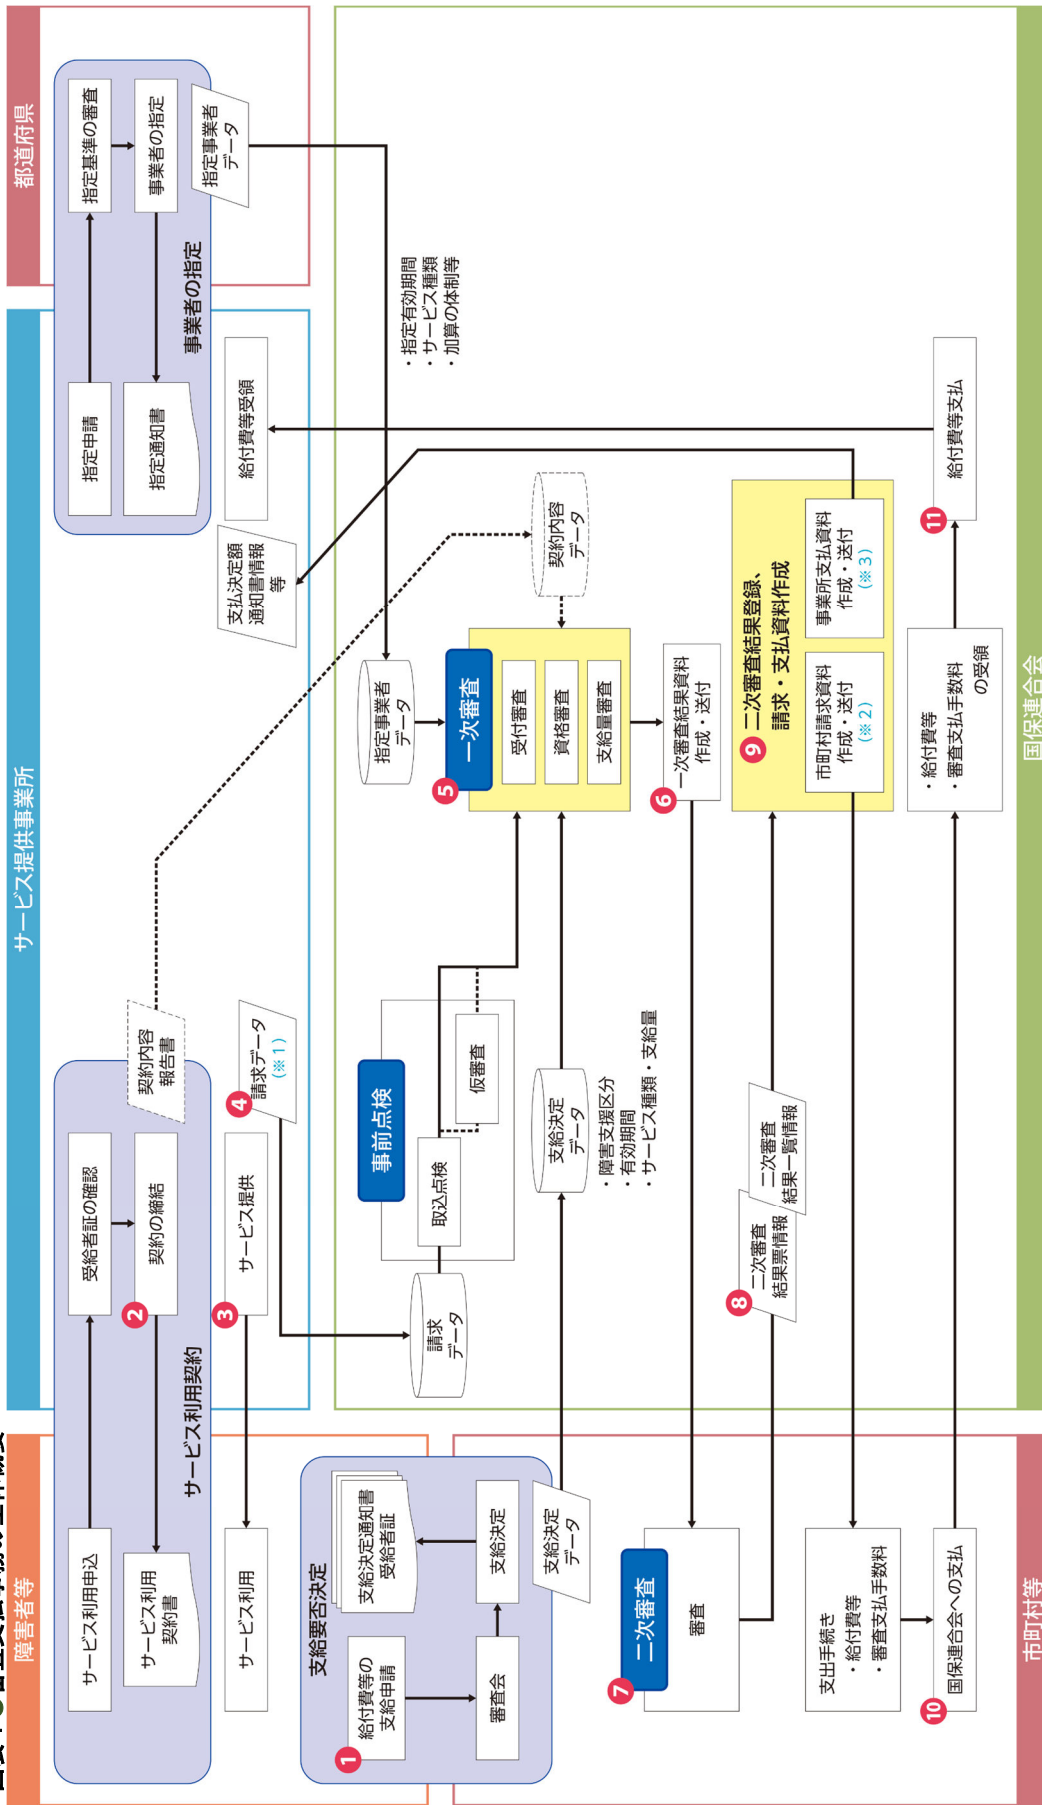 障害者等
サービス提供事業所
都道府県
サービス利用申込
受給者証の確認
指定申請
指定基準の審査
サービス利用
契約書
2
契約の締結
契約内容
報告書
指定通知書
事業者の指定
サービス利用契約
事業者の指定
指定事業者
データ
サービス利用
3
サービス提供
4
請求データ
(※1)
支払決定額
通知書情報
等
給付費等受領
支給要否決定
1
給付費等の
支給申請
支給決定通知書
受給者証
審査会
支給決定
支給決定
データ
請求
データ
事前点検
取込点検
仮審査
指定事業者
データ
・指定有効期間
・サービス種類
・加算の体制等
5
一次審査
受付審査
資格審査
支給量審査
契約内容
データ
支給決定
データ
・障害支援区分
・有効期間
・サービス種類・支給量
6
一次審査結果資料
作成・送付
7
二次審査
審査
8
二次審査
結果票情報
二次審査
結果一覧情報
9
二次審査結果登録、
請求・支払資料作成
市町村請求資料
作成・送付
(※2)
事業所支払資料
作成・送付
(※3)
支出手続き
・給付費等
・審査支払手数料
10
国保連合会への支払
・給付費等
・審査支払手数料
の受領
11
給付費等支払
市町村等
国保連合会